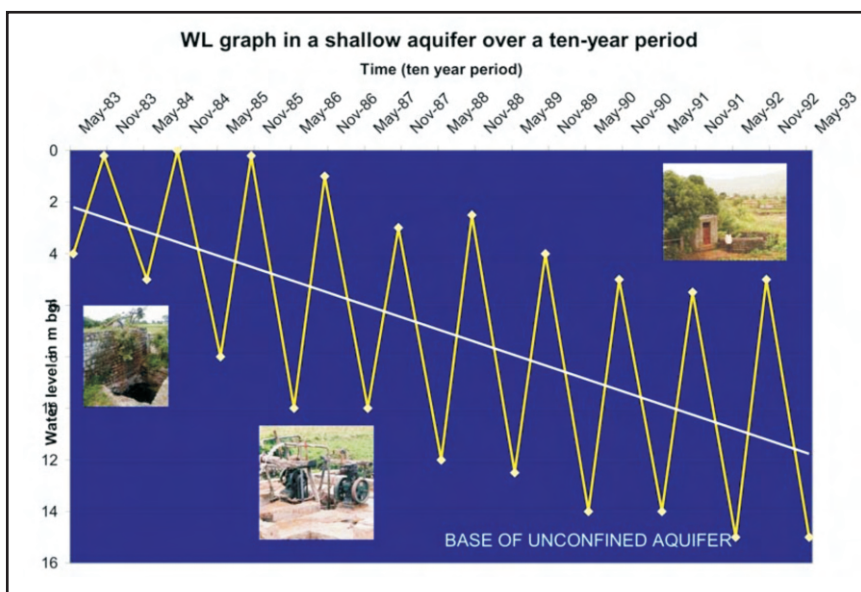 WL graph in a shallow aquifer over a ten-year period
Time (ten year period)
May-83
Nov-83
May-84
Nov-84
May-85
Nov-85
May-86
Nov-86
May-87
Nov-87
May-88
Nov-88
May-89
Nov-89
May-90
Nov-90
May-91
Nov-91
May-92
Nov-92
May-93
0
2
4
Water level in m bgl
12
14
16
BASE OF UNCONFINED AQUIFER